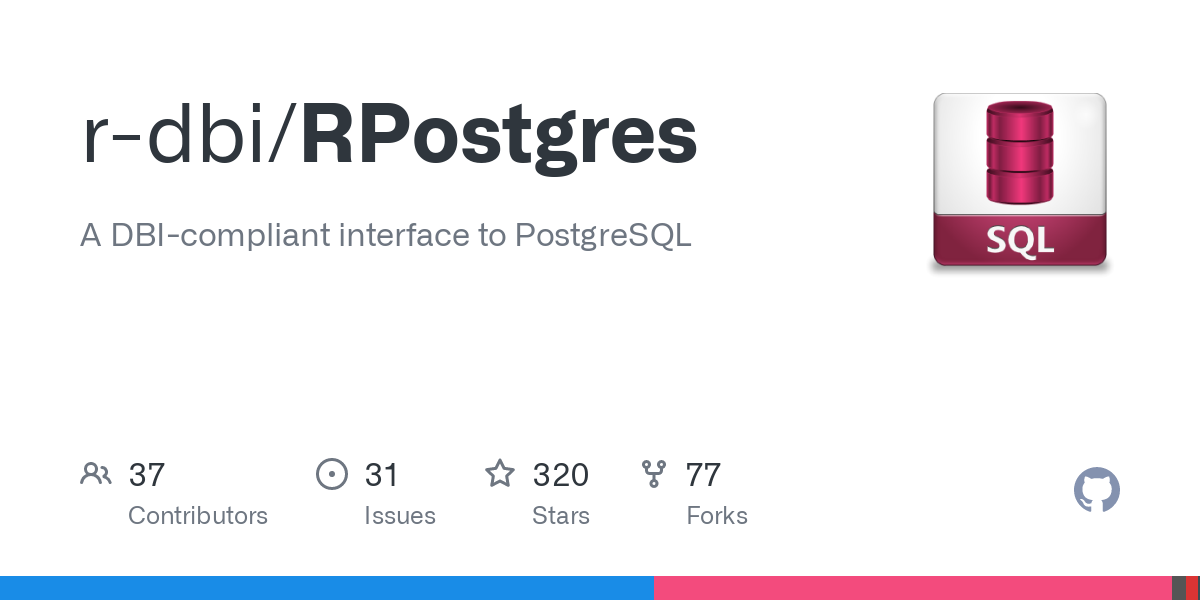 r-dbi/RPostgres
A DBI-compliant interface to PostgreSQL
SQL
37
Contributors
31
Issues
320
Stars
77
Forks